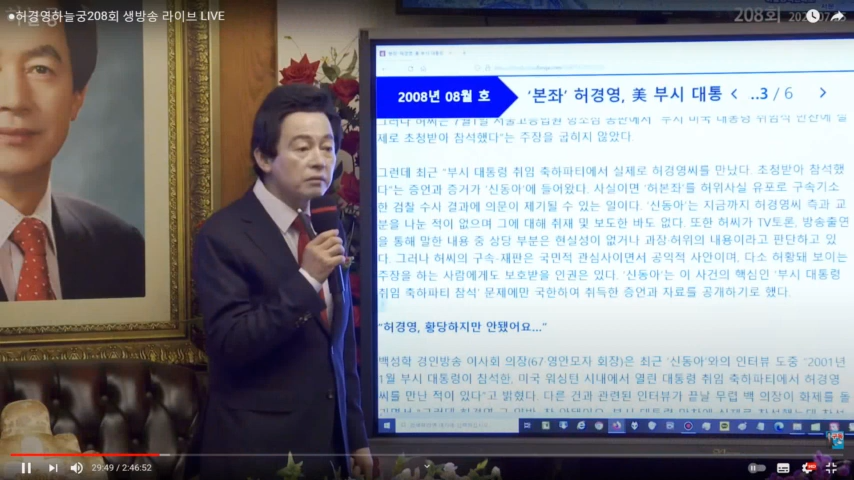 ●허경영하늘궁208회 생방송 라이브 LIVE
208회
2008년 08월 호
‘본좌’ 허경영, 美 부시 대통 < ..3 / 6 >
제로 초청받아 참석했다”는 주장을 굽히지 않았다.
그런데 최근 “부시 대통령 취임 축하파티에서 실제로 허경영씨를 만났다. 초청받아 참석했
다”는 증언과 증거가 ‘신동아’에 들어왔다. 사실이면 ‘허본좌’를 허위사실 유포로 구속기소
한 검찰 수사 결과에 의문이 제기될 수 있는 일이다. ‘신동아’는 지금까지 허경영씨 측과 교
분을 나눈 적이 없으며 그에 대해 취재 및 보도한 바도 없다. 또한 허씨가 TV토론, 방송출연
을 통해 말한 내용 중 상당 부분은 현실성이 없거나 과장·허위의 내용이라고 판단하고 있
다. 그러나 허씨의 구속·재판은 국민적 관심사이면서 공익적 사안이며, 다소 허황돼 보이는
주장을 하는 사람에게도 보호받을 인권은 있다. ‘신동아’는 이 사건의 핵심인 ‘부시 대통령
취임 축하파티 참석’ 문제에만 국한하여 취득한 증언과 자료를 공개하기로 했다.
“허경영, 황당하지만 안됐어요...”
백성학 경인방송 이사회 의장(67 영안모자 회장)은 최근 ‘신동아’와의 인터뷰 도중 “2001년
1월 부시 대통령이 참석한, 미국 워싱턴 시내에서 열린 대통령 취임 축하파티에서 허경영
씨를 만난 적이 있다”고 밝혔다. 다른 건과 관련된 인터뷰가 끝날 무렵 백 의장이 화제를 돌
29:49 / 2:46:52